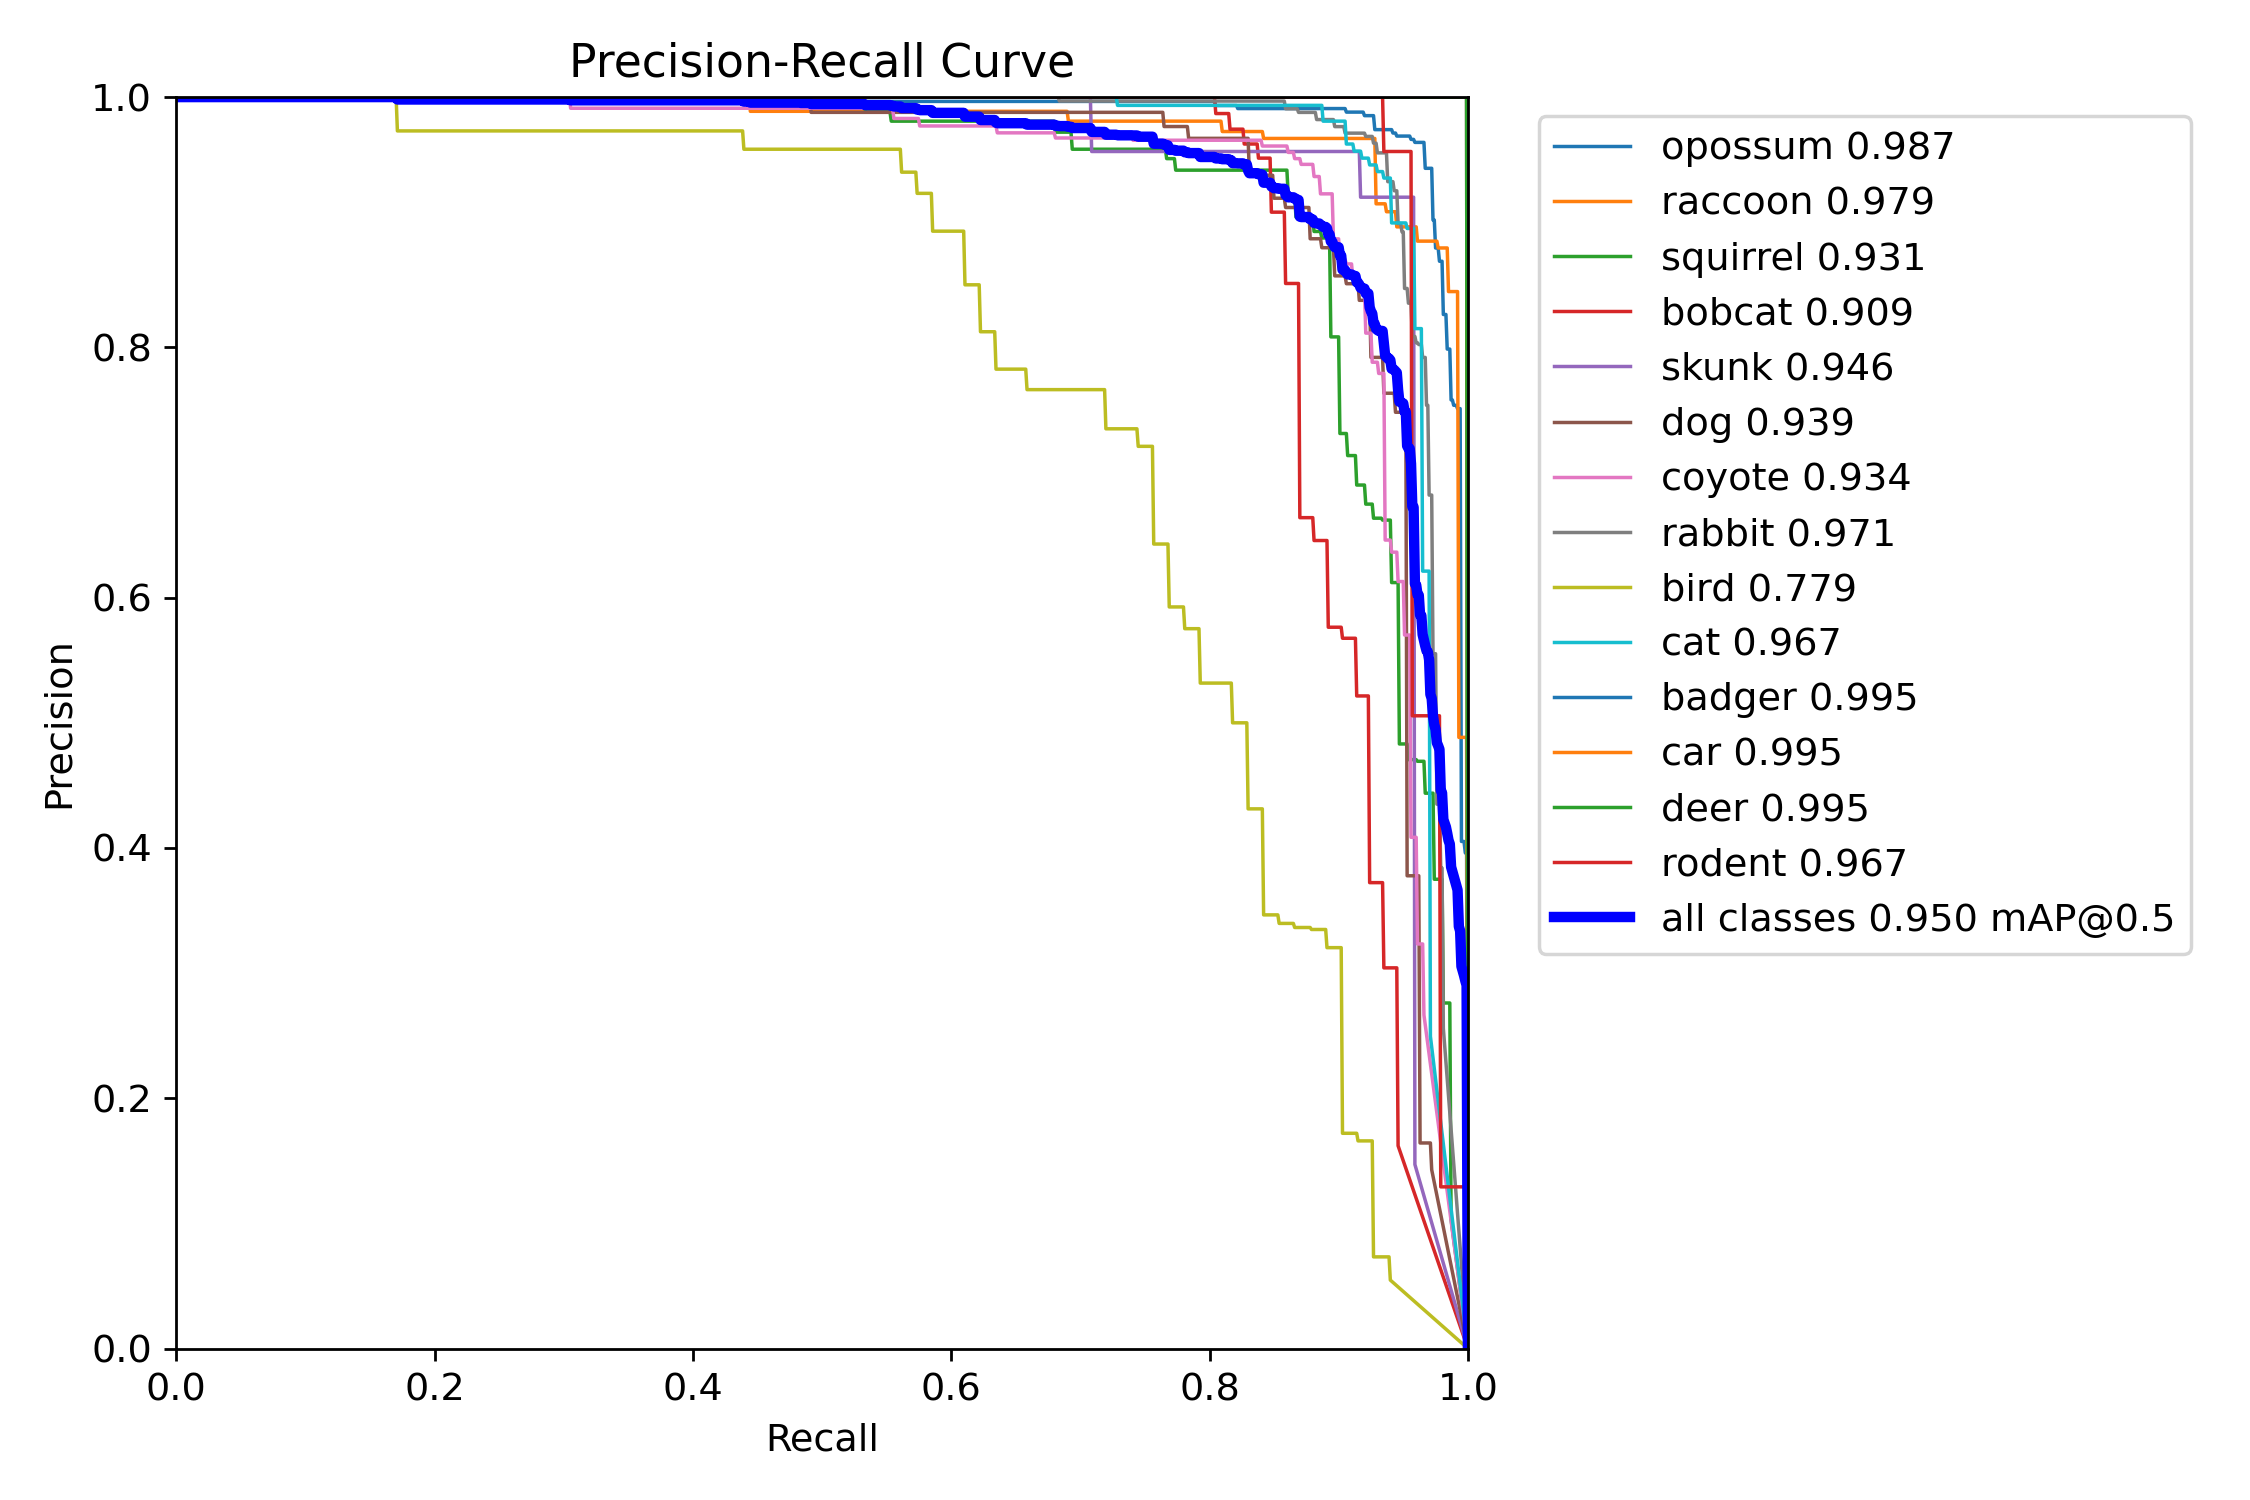 Precision-Recall Curve
1.0
0.8
0.6
0.4
0.2
0.0
Precision
0.0 0.2 0.4 0.6 0.8 1.0
Recall
opossum 0.987
raccoon 0.979
squirrel 0.931
bobcat 0.909
skunk 0.946
dog 0.939
coyote 0.934
rabbit 0.971
bird 0.779
cat 0.967
badger 0.995
car 0.995
deer 0.995
rodent 0.967
all classes 0.950 mAP@0.5